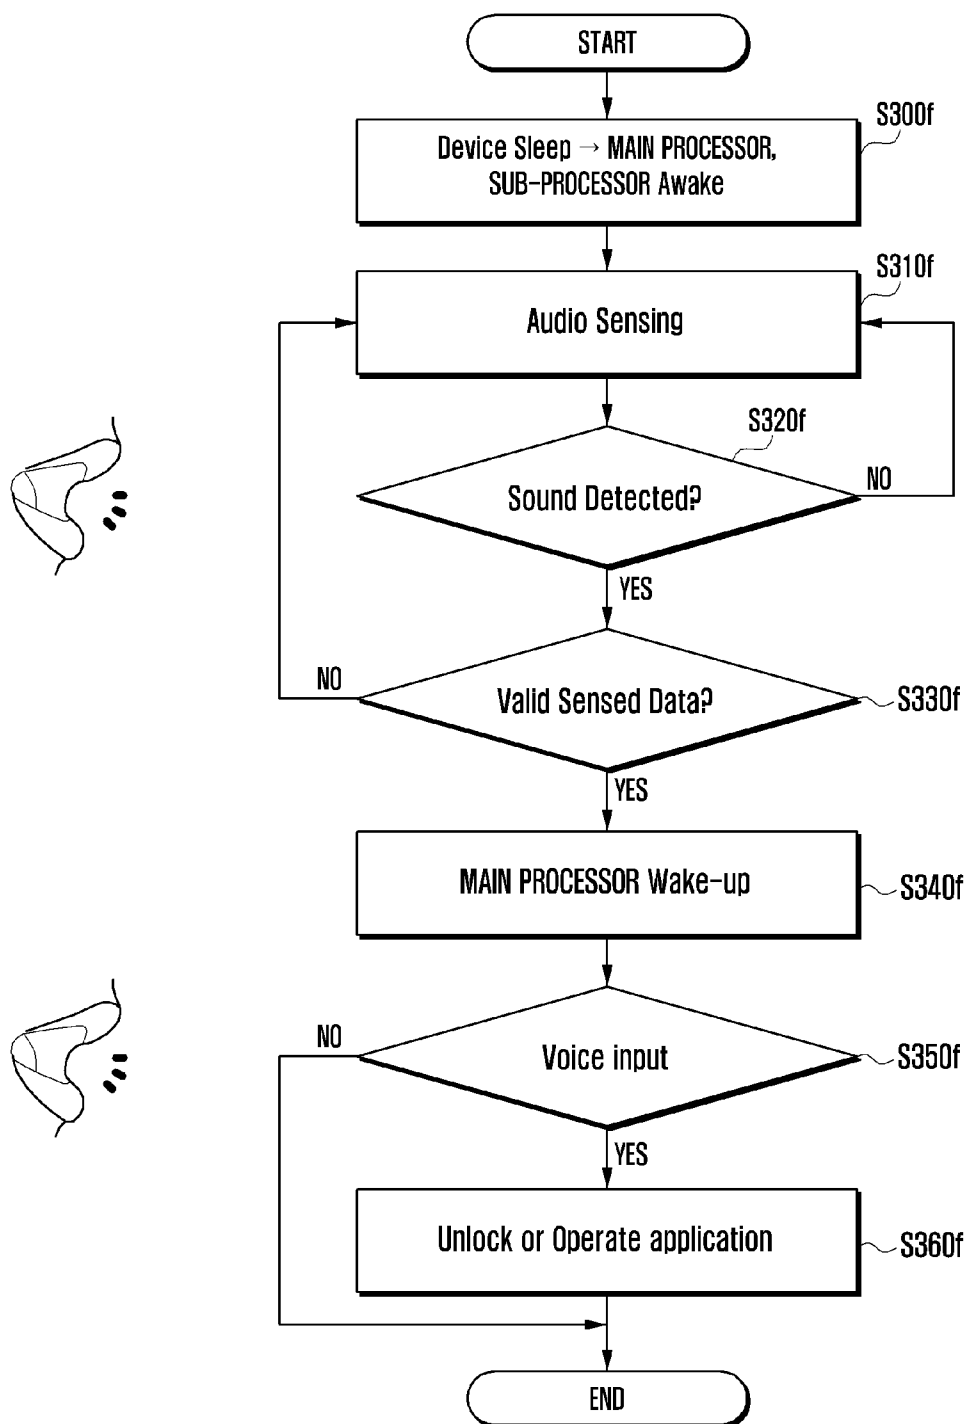 START
S300f
Device Sleep → MAIN PROCESSOR,
SUB-PROCESSOR Awake
S310f
Audio Sensing
S320f
Sound Detected?
NO
YES
NO
Valid Sensed Data?
S330f
YES
MAIN PROCESSOR Wake-up
S340f
NO
Voice input
S350f
YES
Unlock or Operate application
S360f
END